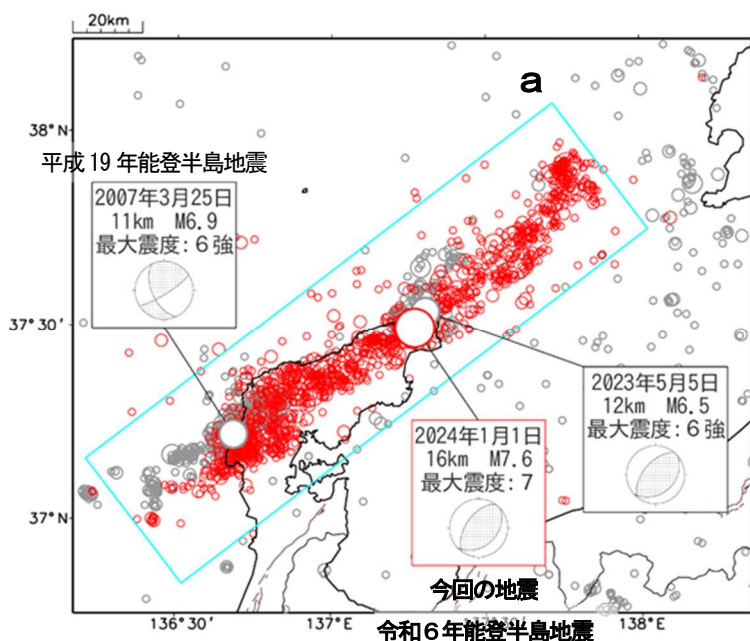 20km
a
38°N
平成19年能登半島地震
2007年3月25日
11km M6.9
最大震度:6強
37°30′
2023年5月5日
12km M6.5
最大震度:6強
2024年1月1日
16km M7.6
最大震度:7
37°N
今回の地震
136°30′
137°E
138°E
令和6年能登半島地震